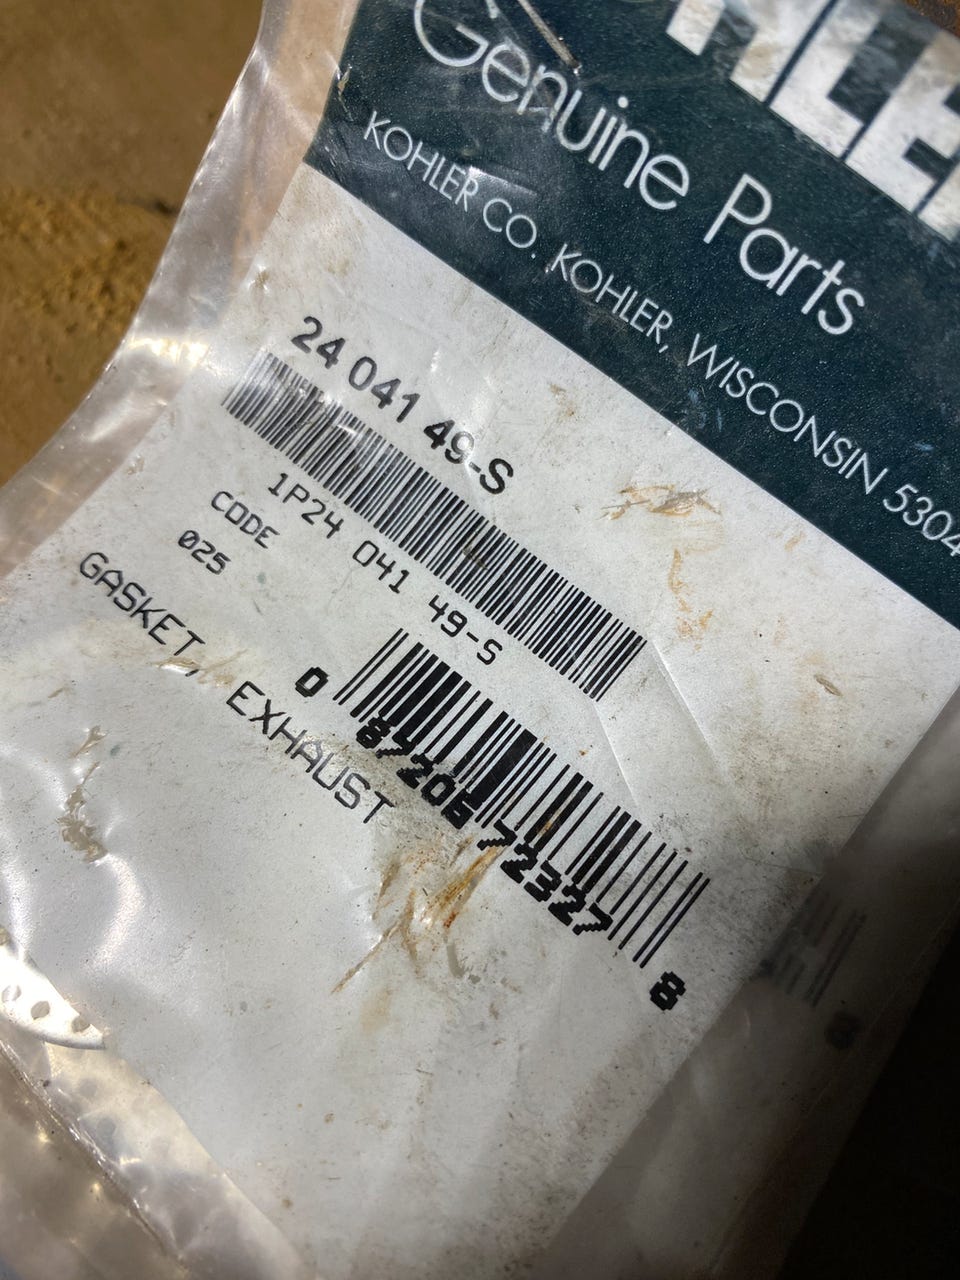 Genuine Parts
KOHLER CO. KOHLER, WISCONSIN
24 041 49-S
1P24 041 49-S
CODE
025
GASKET, EXHAUST
0 87206 72327 8